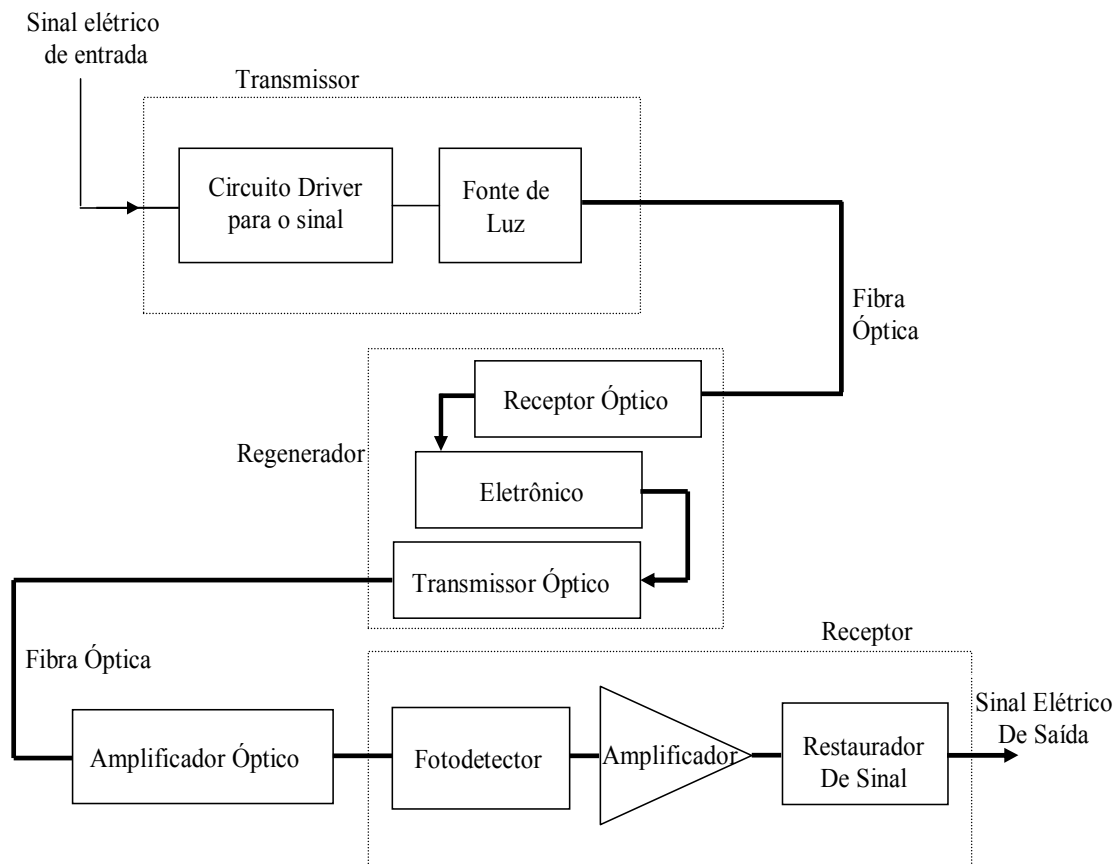 Sinal elétrico
de entrada
Transmissor
Circuito Driver
para o sinal
Fonte de
Luz
Fibra
Óptica
Receptor Óptico
Regenerador
Eletrônico
Transmissor Óptico
Receptor
Fibra Óptica
Sinal Elétrico
De Saída
Amplificador Óptico
Fotodetector
Amplificador
Restaurador
De Sinal